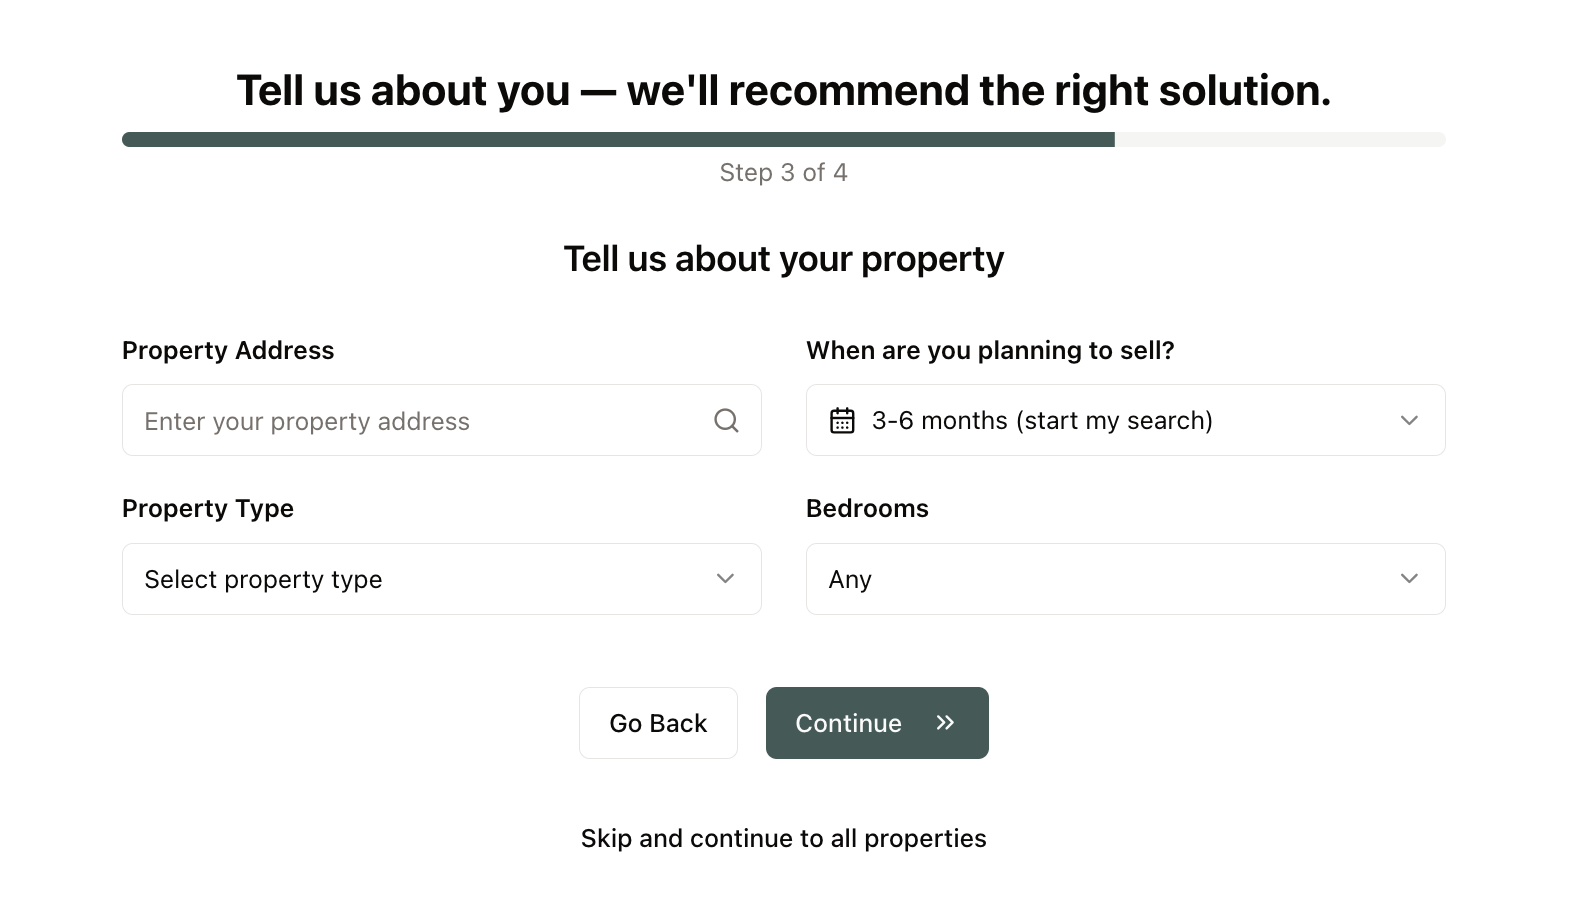 Tell us about you — we'll recommend the right solution.
Step 3 of 4
Tell us about your property
Property Address
Enter your property address
When are you planning to sell?
3-6 months (start my search)
Property Type
Select property type
Bedrooms
Any
Go Back
Continue
Skip and continue to all properties